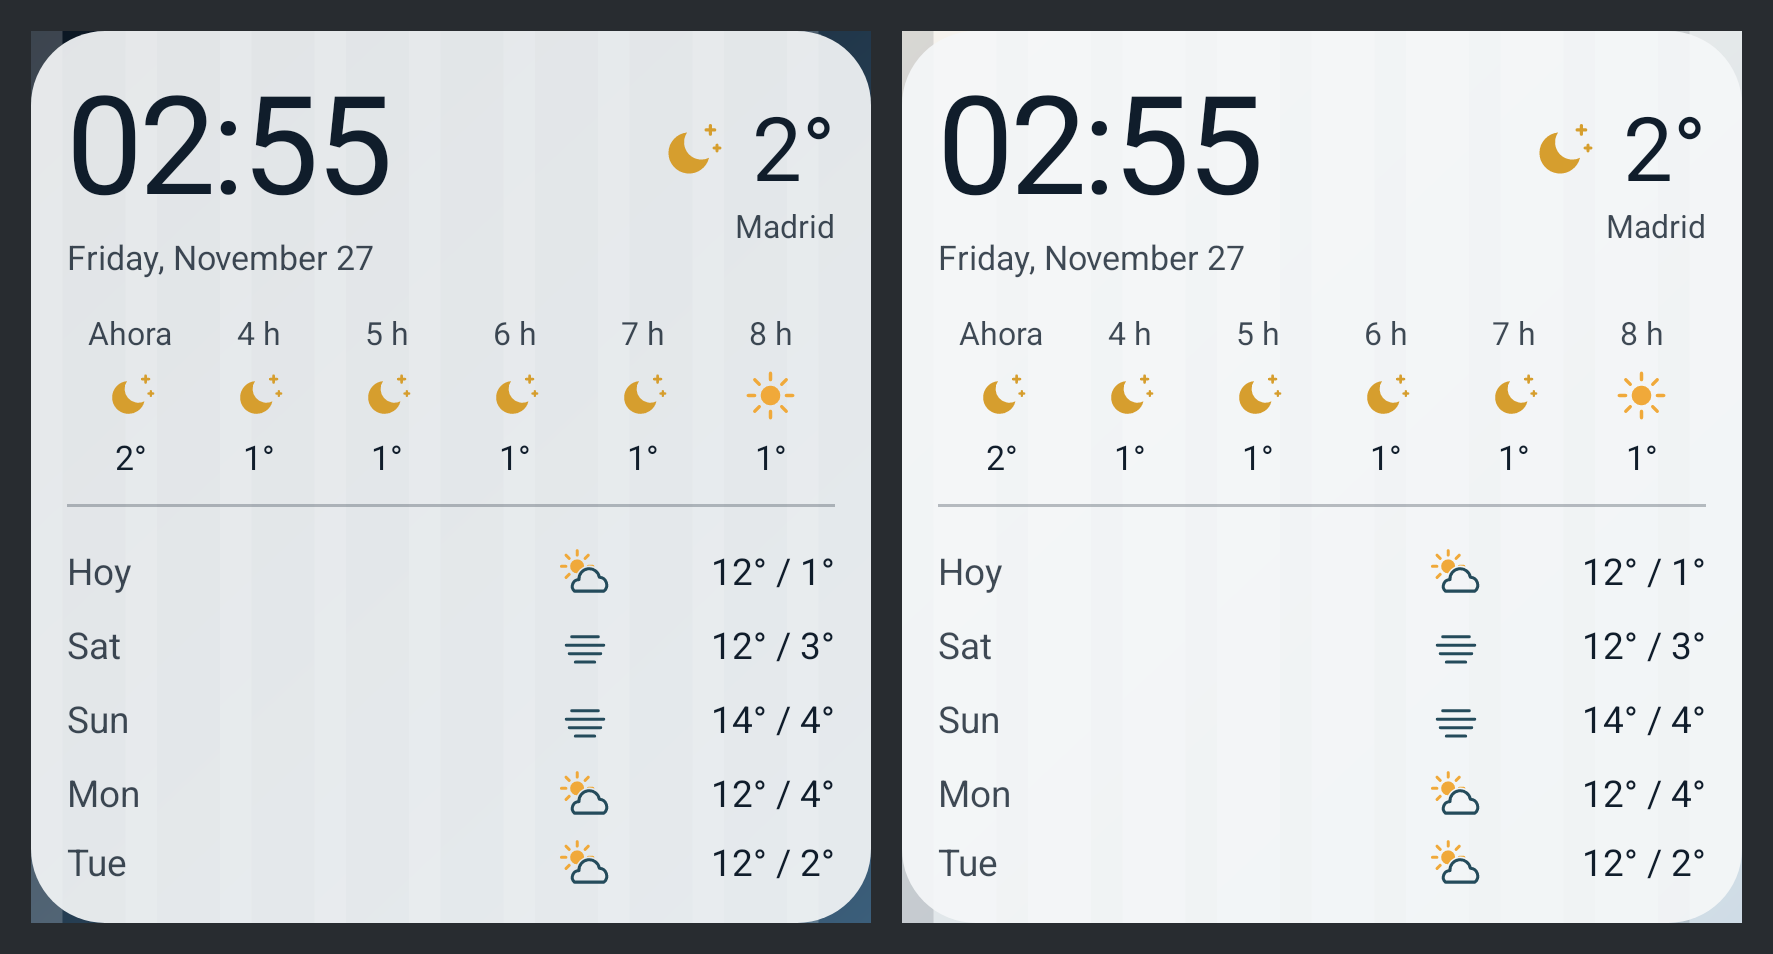 02:55
2°
Madrid
Friday, November 27
Ahora 4 h 5 h 6 h 7 h 8 h
2° 1° 1° 1° 1° 1°
Hoy 12° / 1°
Sat 12° / 3°
Sun 14° / 4°
Mon 12° / 4°
Tue 12° / 2°
02:55
2°
Madrid
Friday, November 27
Ahora 4 h 5 h 6 h 7 h 8 h
2° 1° 1° 1° 1° 1°
Hoy 12° / 1°
Sat 12° / 3°
Sun 14° / 4°
Mon 12° / 4°
Tue 12° / 2°